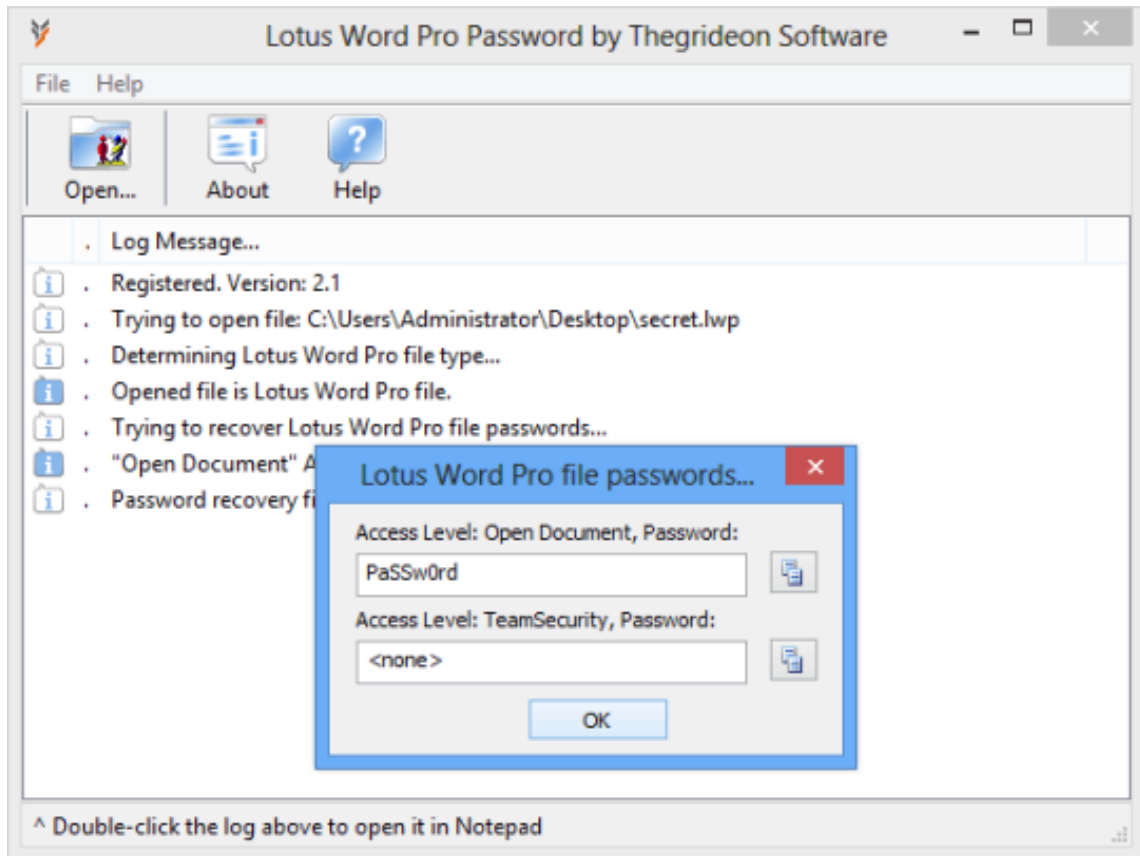 Lotus Word Pro Password by Thegrideon Software
File Help
Open... About Help
. Log Message...
. Registered. Version: 2.1
. Trying to open file: C:\Users\Administrator\Desktop\secret.lwp
. Determining Lotus Word Pro file type...
. Opened file is Lotus Word Pro file.
. Trying to recover Lotus Word Pro file passwords...
. "Open Document" A
. Password recovery fi
Lotus Word Pro file passwords...
Access Level: Open Document, Password:
PaSSw0rd
Access Level: TeamSecurity, Password:
<none>
OK
^ Double-click the log above to open it in Notepad